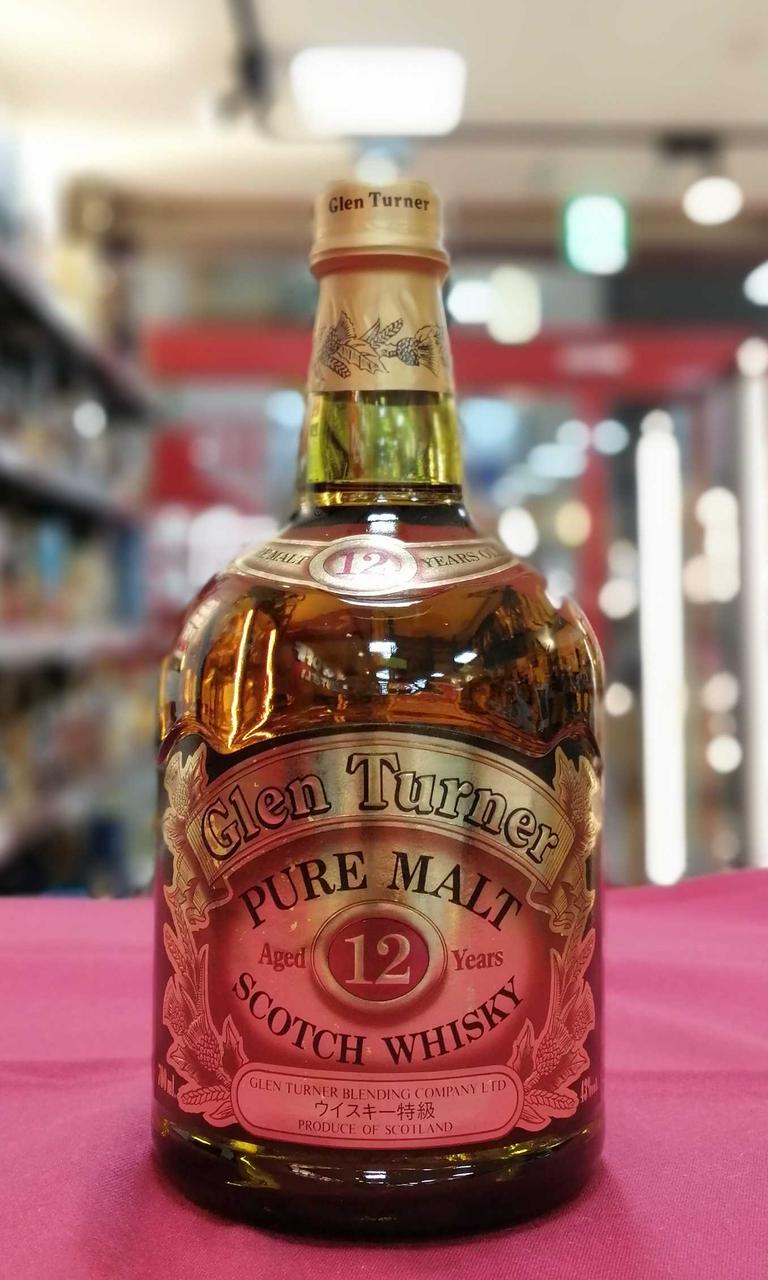 Glen Turner
MALT 12 YEARS
Glen Turner
PURE MALT
Aged 12 Years
SCOTCH WHISKY
GLEN TURNER BLENDING COMPANY LTD
ウイスキー特級
PRODUCE OF SCOTLAND